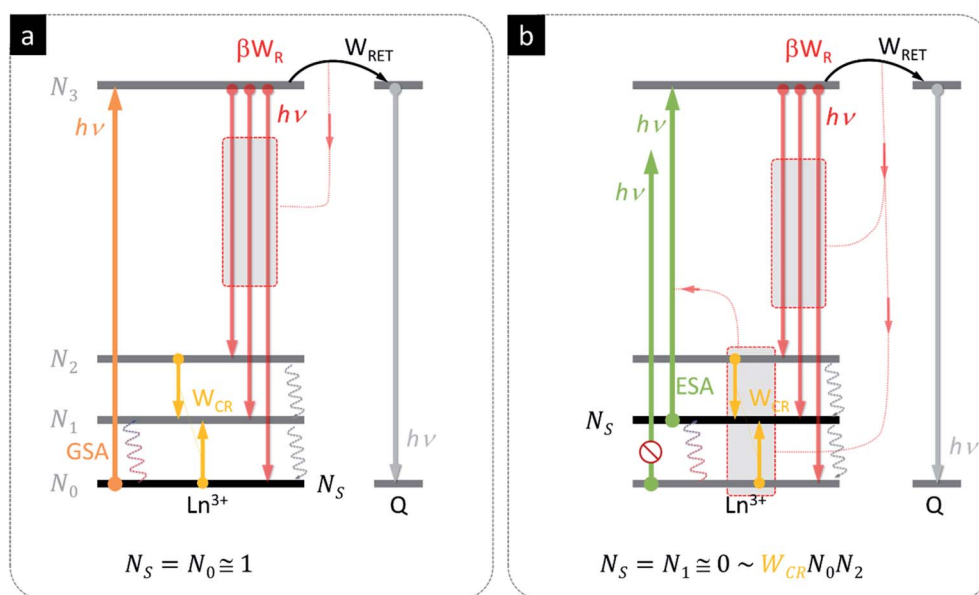 a
βW_R
W_RET
N_3
hν
hν
N_2
W_CR
N_1
GSA
hν
N_0
N_S
Ln³⁺
Q
N_S = N_0 ≅ 1
b
βW_R
W_RET
hν
hν
hν
ESA
W_CR
N_S
hν
Ln³⁺
Q
N_S = N_1 ≅ 0 ~ W_CR N_0 N_2